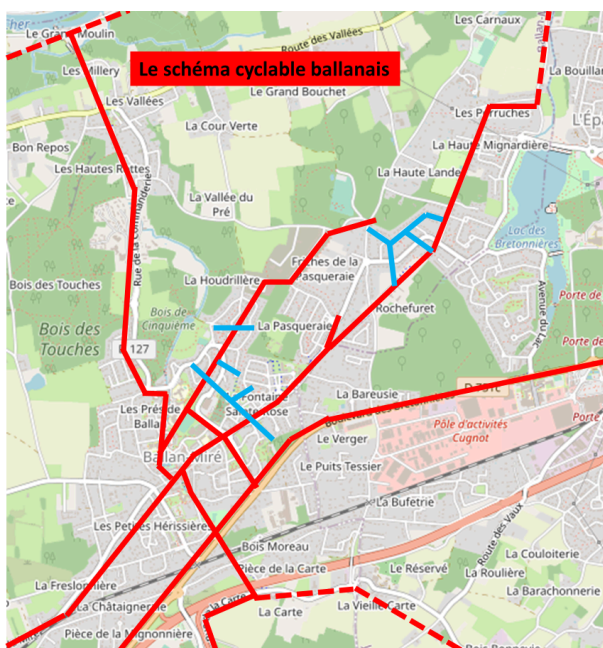 Les Carnaux
Le Grand Moulin
Route des Vallées
Les Millery
Le schéma cyclable ballanais
La Bouillar
Le Grand Bouchet
Les Vallées
Les Perruches
L'Épa
La Cour Verte
Bon Repos
La Haute Mignardière
Les Hautes Rottes
La Haute Lande
La Vallée du
Pré
Rue de la Commanderie
Lac des
Bretonnières
Friches de la
Pasqueraie
La Houdrillère
Bois des Touches
Avenue du Lac
Porte de
Rochefuret
Bois de
Cinquième
La Pasqueraie
Bois des
Touches
D 127
Porte de
D 751C
La Bareusie
Fontaine
Sainte-Rose
Les Prés de
Ballan
Boulevard des Bretonnières
Porte
Pôle d'activités
Cugnot
Le Verger
Ballan-Miré
Le Puits Tessier
La Bufetrie
Les Petites Hérissières
Route des Vaux
Bois Moreau
La Couloiterie
Pièce de la Carte
Le Réservé
La Roulière
Les Freslonnière
La Barachonnerie
La Châtaigneraie
la Carte
La Carte
La Vieille Carte
Pièce de la Mignonnière